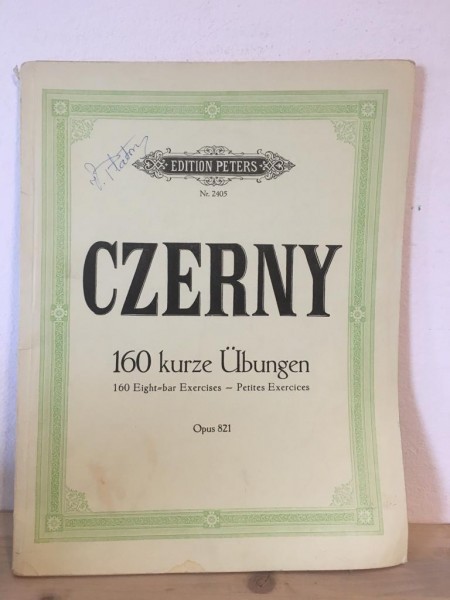 EDITION PETERS
Nr. 2405
CZERNY
160 kurze Übungen
160 Eight=bar Exercises — Petites Exercices
Opus 821